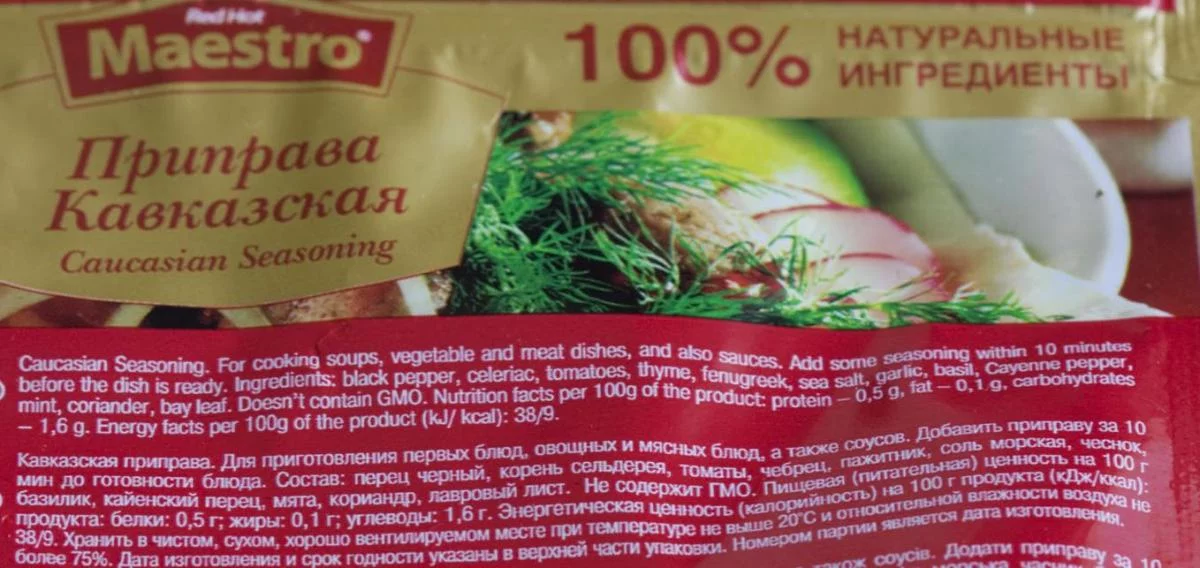 Red Hot
Maestro®
100%
НАТУРАЛЬНЫЕ
ИНГРЕДИЕНТЫ
Приправа
Кавказская
Caucasian Seasoning
Caucasian Seasoning. For cooking soups, vegetable and meat dishes, and also sauces. Add some seasoning within 10 minutes
before the dish is ready. Ingredients: black pepper, celeriac, tomatoes, thyme, fenugreek, sea salt, garlic, basil, Cayenne pepper,
mint, coriander, bay leaf. Doesn't contain GMO. Nutrition facts per 100g of the product: protein – 0,5 g, fat – 0,1 g, carbohydrates
– 1,6 g. Energy facts per 100g of the product (kJ/ kcal): 38/9.
Кавказская приправа. Для приготовления первых блюд, овощных и мясных блюд, а также соусов. Добавить приправу за 10
мин до готовности блюда. Состав: перец черный, корень сельдерея, томаты, чебрец, пажитник, соль морская, чеснок,
базилик, кайенский перец, мята, кориандр, лавровый лист. Не содержит ГМО. Пищевая (питательная) ценность на 100 г
продукта: белки: 0,5 г; жиры: 0,1 г; углеводы: 1,6 г. Энергетическая ценность (калорийность) на 100 г продукта (кДж/ккал):
38/9. Хранить в чистом, сухом, хорошо вентилируемом месте при температуре не выше 20°С и относительной влажности воздуха не
более 75%. Дата изготовления и срок годности указаны в верхней части упаковки. Номером партии является дата изготовления.
також соусів. Додати приправу за 10